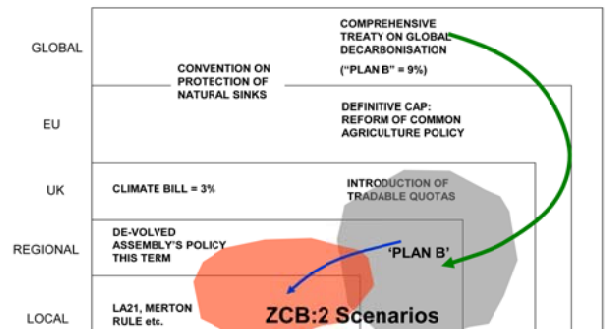 GLOBAL
COMPREHENSIVE
TREATY ON GLOBAL
DECARBONISATION
("PLAN B" = 9%)
CONVENTION ON
PROTECTION OF
NATURAL SINKS
EU
DEFINITIVE CAP:
REFORM OF COMMON
AGRICULTURE POLICY
UK
CLIMATE BILL = 3%
INTRODUCTION OF
TRADABLE QUOTAS
REGIONAL
DE-VOLVED
ASSEMBLY'S POLICY
THIS TERM
'PLAN B'
LOCAL
LA21, MERTON
RULE etc.
ZCB:2 Scenarios